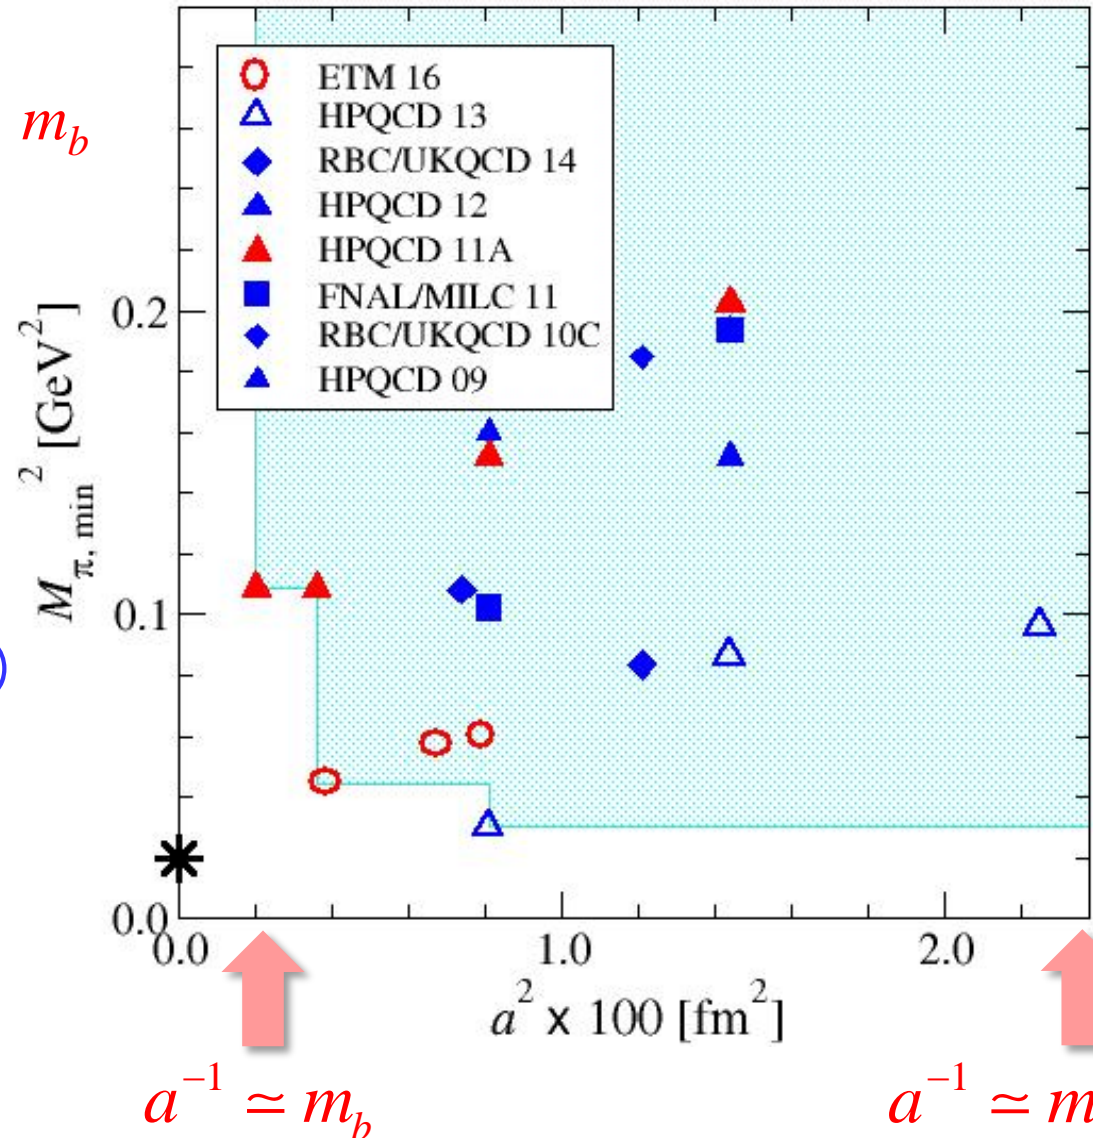 ETM 16
HPQCD 13
m_b
RBC/UKQCD 14
HPQCD 12
HPQCD 11A
FNAL/MILC 11
RBC/UKQCD 10C
HPQCD 09
M_{π, min}^2 [GeV^2]
0.2
0.1
0.0
)
0.0 1.0 2.0
a^2 x 100 [fm^2]
a^{-1} ≃ m_b a^{-1} ≃ m